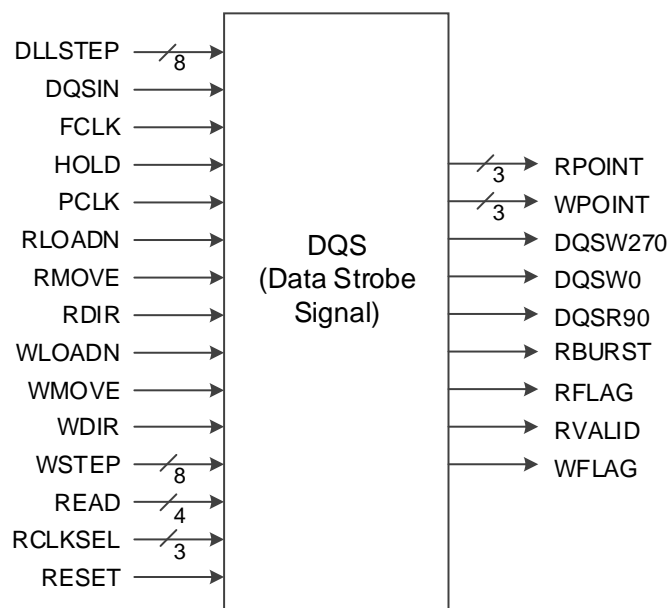 DLLSTEP
8
DQSIN
FCLK
HOLD
PCLK
RLOADN
RMOVE
RDIR
WLOADN
WMOVE
WDIR
WSTEP
8
READ
4
RCLKSEL
3
RESET
DQS
(Data Strobe
Signal)
3
RPOINT
3
WPOINT
DQSW270
DQSW0
DQSR90
RBURST
RFLAG
RVALID
WFLAG